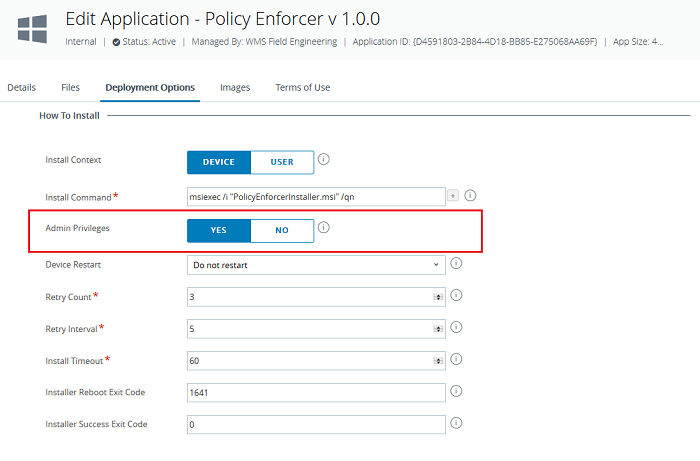 Edit Application - Policy Enforcer v 1.0.0
Internal | Status: Active | Managed By: WMS Field Engineering | Application ID: {D4591803-2B84-4D18-BB85-E275068AA69F} | App Size: 4...
Details Files Deployment Options Images Terms of Use
How To Install
Install Context DEVICE USER
Install Command* msiexec /i "PolicyEnforcerInstaller.msi" /qn +
Admin Privileges YES NO
Device Restart Do not restart
Retry Count* 3
Retry Interval* 5
Install Timeout* 60
Installer Reboot Exit Code 1641
Installer Success Exit Code 0